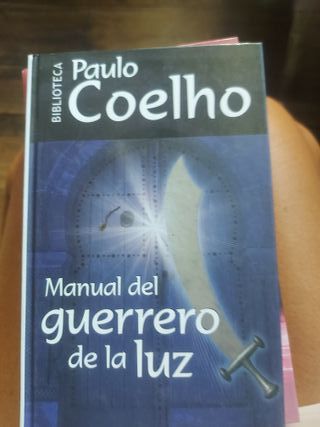 BIBLIOTECA
Paulo
Coelho
Manual del
guerrero
de la luz